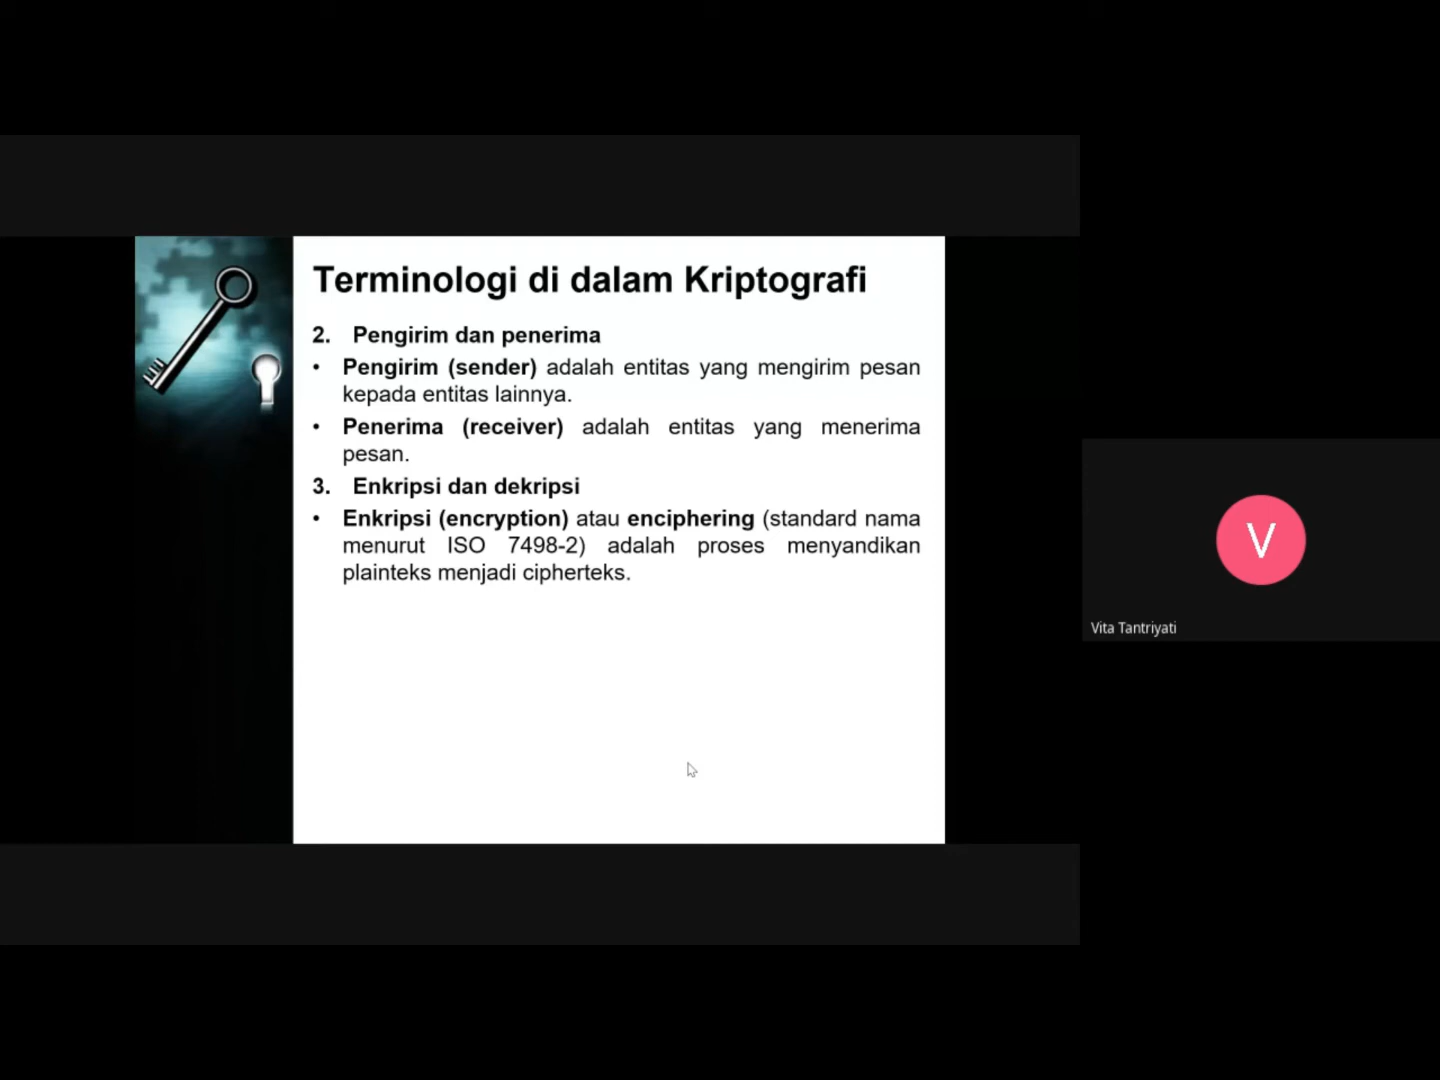 Terminologi di dalam Kriptografi
2. Pengirim dan penerima
• Pengirim (sender) adalah entitas yang mengirim pesan
kepada entitas lainnya.
• Penerima (receiver) adalah entitas yang menerima
pesan.
3. Enkripsi dan dekripsi
• Enkripsi (encryption) atau enciphering (standard nama
menurut ISO 7498-2) adalah proses menyandikan
plainteks menjadi cipherteks.
V
Vita Tantriyati